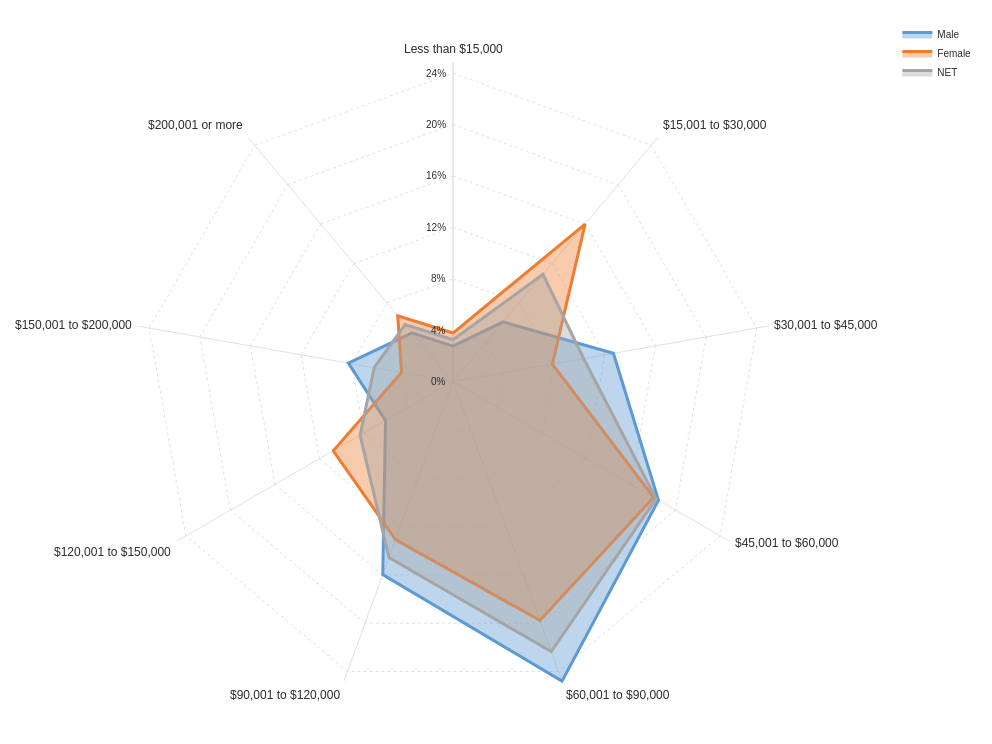 Male
Female
NET
Less than $15,000
24%
20%
16%
12%
8%
4%
0%
$15,001 to $30,000
$30,001 to $45,000
$45,001 to $60,000
$60,001 to $90,000
$90,001 to $120,000
$120,001 to $150,000
$150,001 to $200,000
$200,001 or more